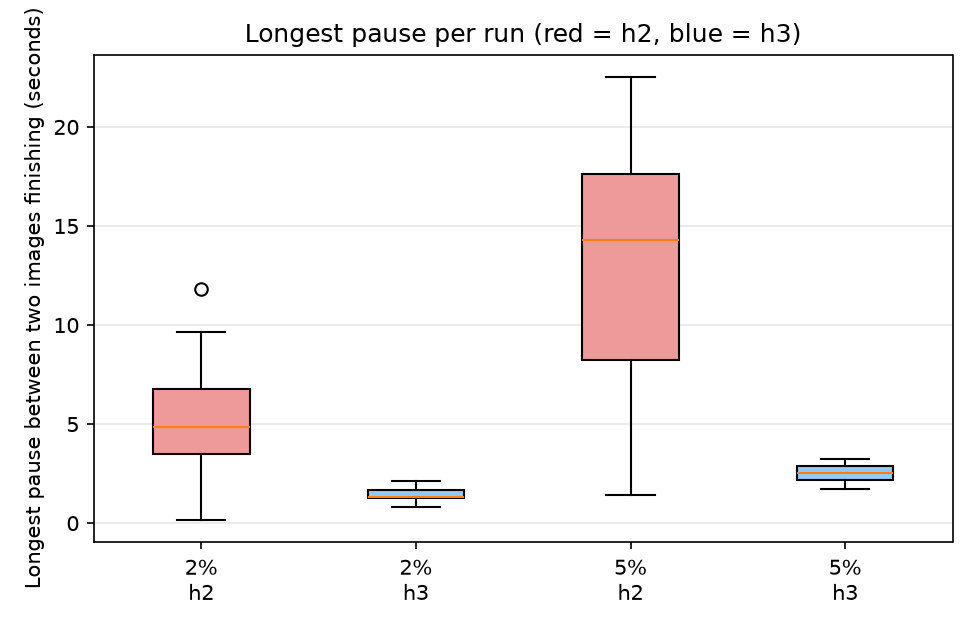 Longest pause per run (red = h2, blue = h3)
Longest pause between two images finishing (seconds)
20
15
10
5
0
2%
h2
2%
h3
5%
h2
5%
h3